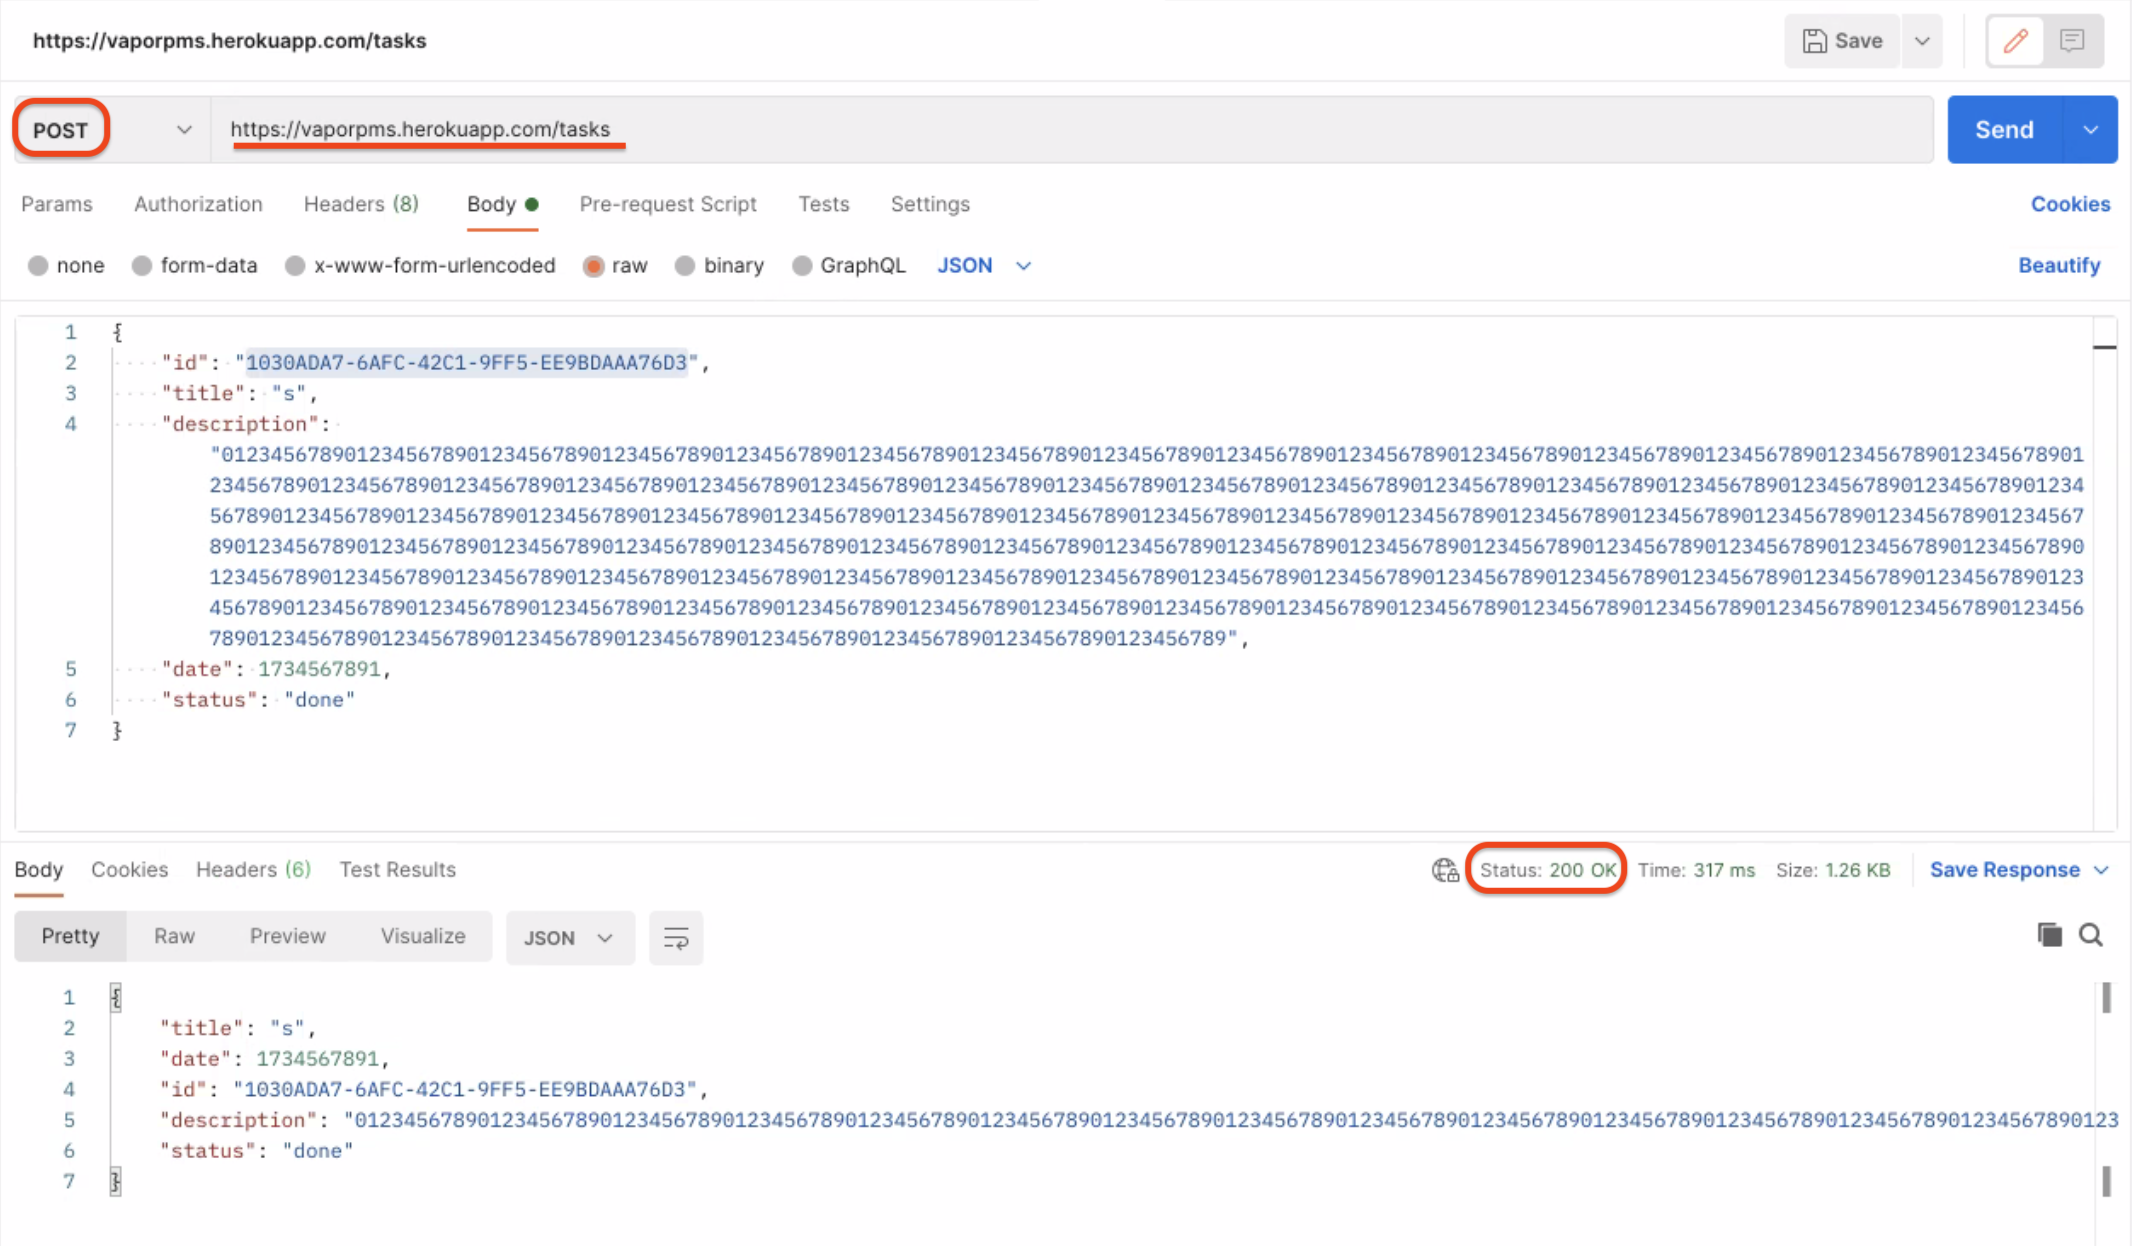 https://vaporpms.herokuapp.com/tasks
Save
POST
https://vaporpms.herokuapp.com/tasks
Send
Params Authorization Headers (8) Body Pre-request Script Tests Settings Cookies
none form-data x-www-form-urlencoded raw binary GraphQL JSON Beautify
1 {
2 "id": "1030ADA7-6AFC-42C1-9FF5-EE9BDAAA76D3",
3 "title": "s",
4 "description":
"01234567890123456789012345678901234567890123456789012345678901234567890123456789012345678901234567890123456789012345678901234567890123456789012345678901
234567890123456789012345678901234567890123456789012345678901234567890123456789012345678901234567890123456789012345678901234567890123456789012345678901234
567890123456789012345678901234567890123456789012345678901234567890123456789012345678901234567890123456789012345678901234567890123456789012345678901234567
890123456789012345678901234567890123456789012345678901234567890123456789012345678901234567890123456789012345678901234567890123456789012345678901234567890
123456789012345678901234567890123456789012345678901234567890123456789012345678901234567890123456789012345678901234567890123456789012345678901234567890123
456789012345678901234567890123456789012345678901234567890123456789012345678901234567890123456789012345678901234567890123456789012345678901234567890123456
78901234567890123456789012345678901234567890123456789012345678901234567890123456789",
5 "date": 1734567891,
6 "status": "done"
7 }
Body Cookies Headers (6) Test Results Status: 200 OK Time: 317 ms Size: 1.26 KB Save Response
Pretty Raw Preview Visualize JSON
1 {
2 "title": "s",
3 "date": 1734567891,
4 "id": "1030ADA7-6AFC-42C1-9FF5-EE9BDAAA76D3",
5 "description": "012345678901234567890123456789012345678901234567890123456789012345678901234567890123456789012345678901234567890123456789012345678901234567890123
6 "status": "done"
7 }